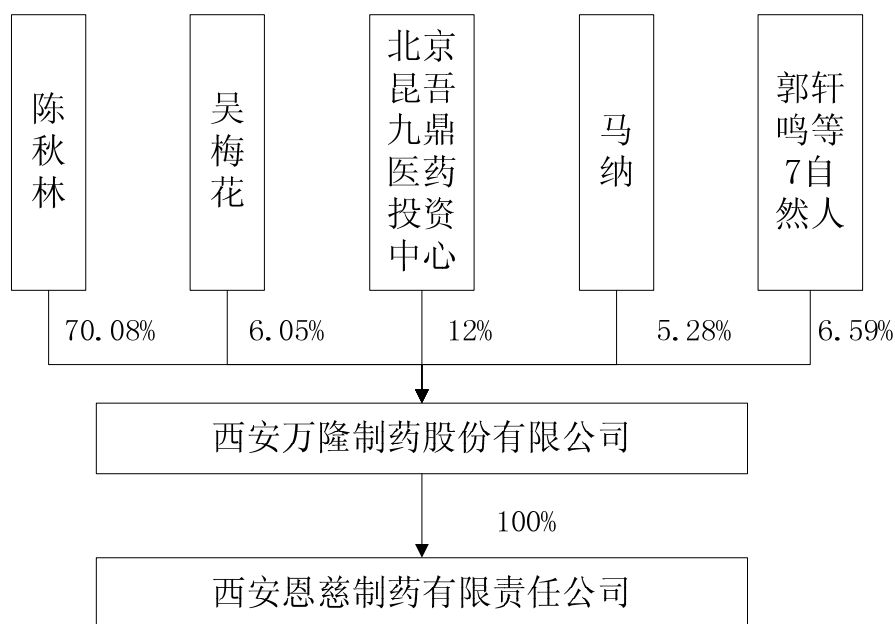 陈秋林
吴梅花
北京
昆吾
九鼎
医药
投资
中心
马纳
郭轩
鸣等
7自
然人
70.08%
6.05%
12%
5.28%
6.59%
西安万隆制药股份有限公司
100%
西安恩慈制药有限责任公司